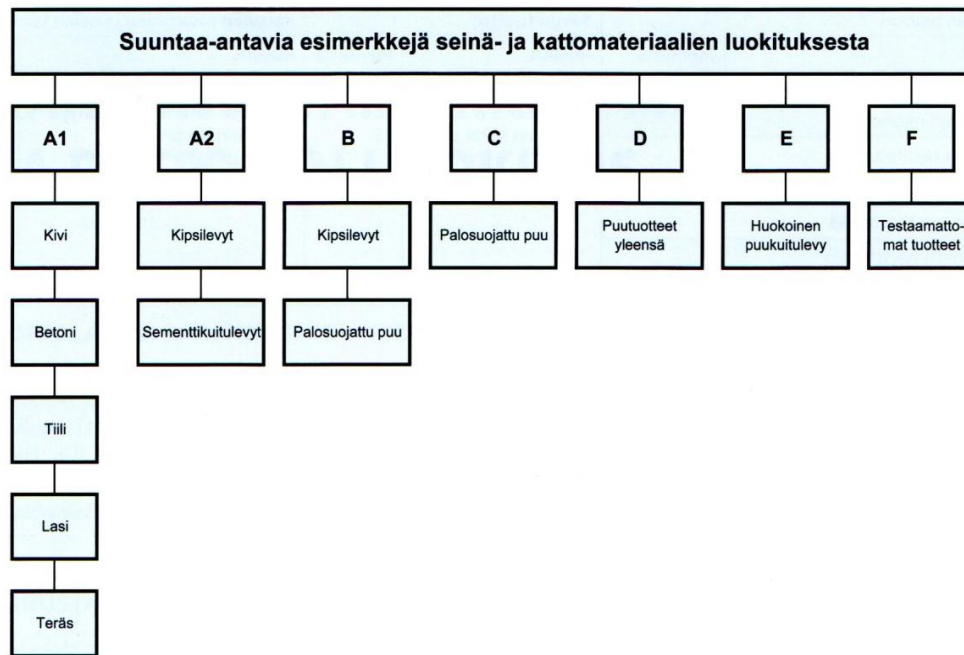 Suuntaa-antavia esimerkkejä seinä- ja kattomateriaalien luokituksesta
A1
A2
B
C
D
E
F
Kivi
Kipsilevyt
Kipsilevyt
Palosuojattu puu
Puutuotteet
yleensä
Huokoinen
puukuitulevy
Testaamatto-
mat tuotteet
Betoni
Sementtikuitulevyt
Palosuojattu puu
Tiili
Lasi
Teräs